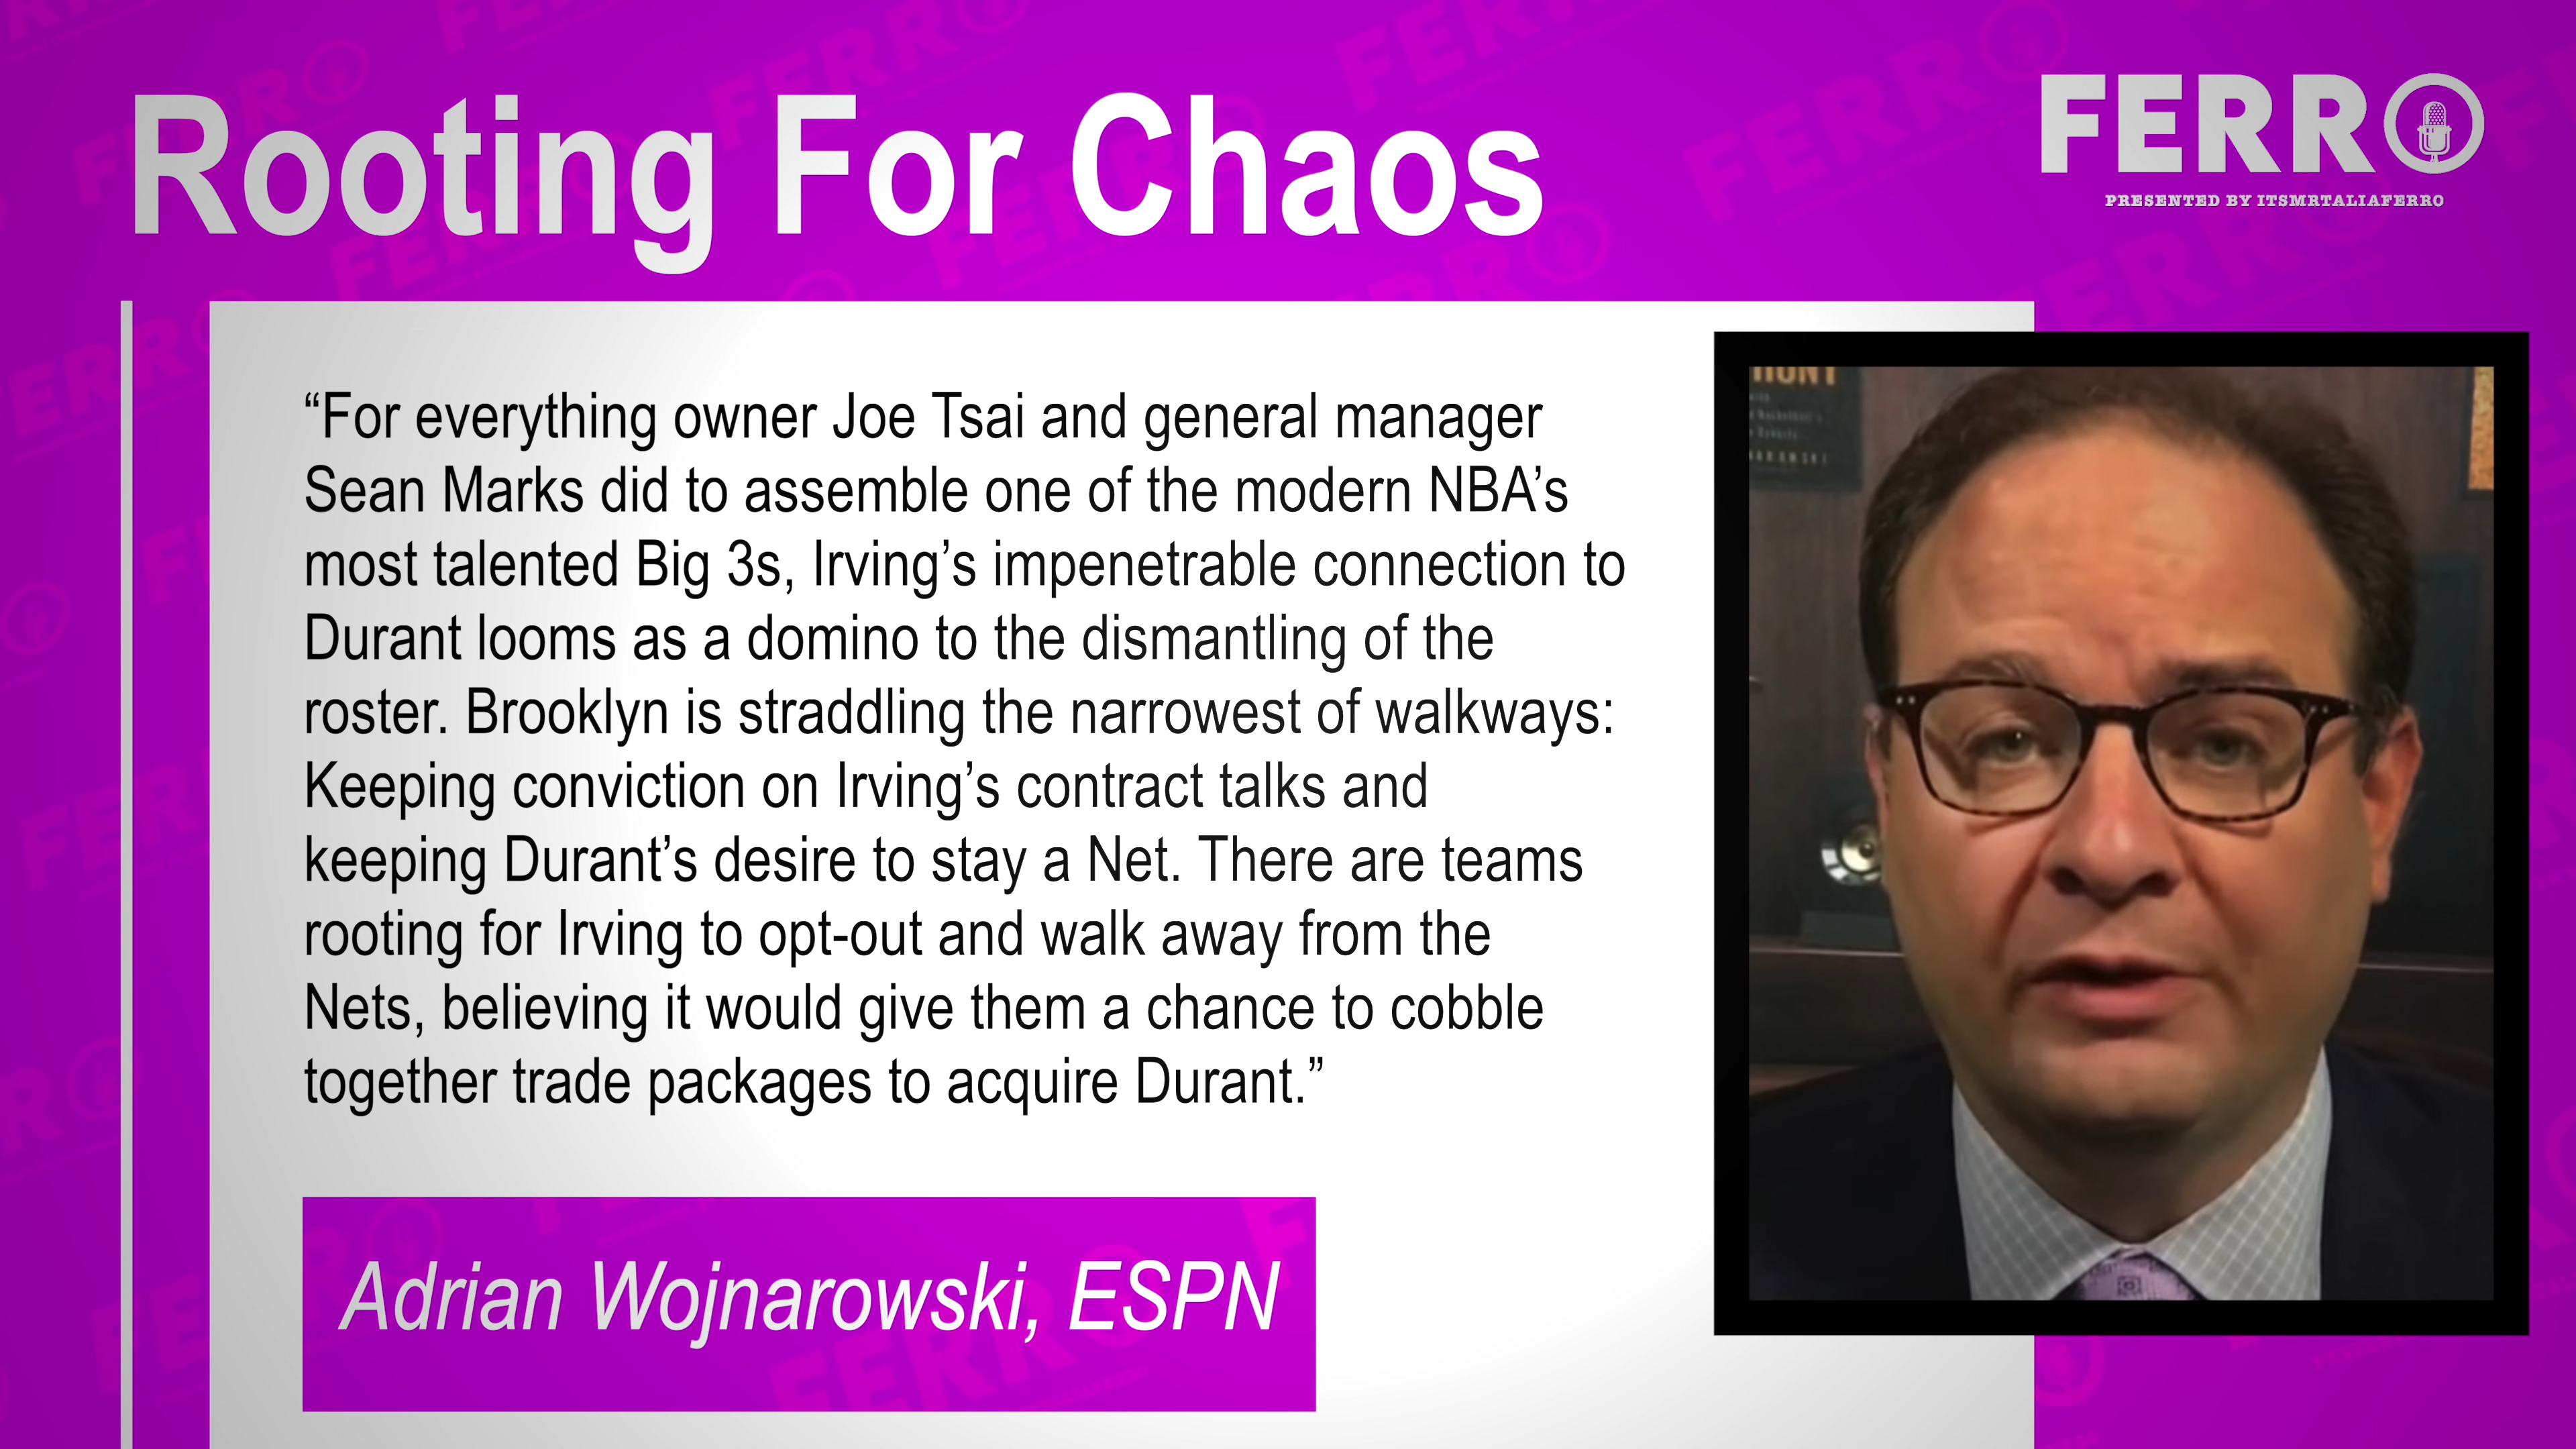 Rooting For Chaos
FERRO
PRESENTED BY ITSMRTALIAFERRO
“For everything owner Joe Tsai and general manager
Sean Marks did to assemble one of the modern NBA’s
most talented Big 3s, Irving’s impenetrable connection to
Durant looms as a domino to the dismantling of the
roster. Brooklyn is straddling the narrowest of walkways:
Keeping conviction on Irving’s contract talks and
keeping Durant’s desire to stay a Net. There are teams
rooting for Irving to opt-out and walk away from the
Nets, believing it would give them a chance to cobble
together trade packages to acquire Durant.”
Adrian Wojnarowski, ESPN